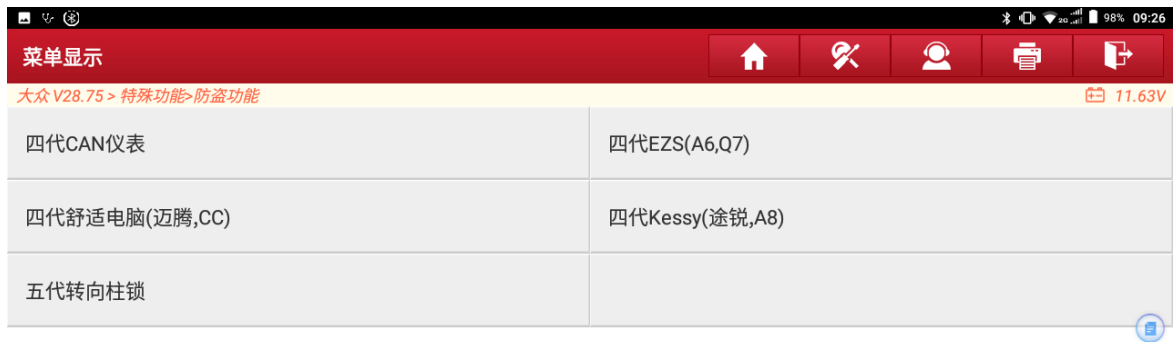 2G 98% 09:26
菜单显示
大众 V28.75 > 特殊功能>防盗功能 11.63V
四代CAN仪表 四代EZS(A6,Q7)
四代舒适电脑(迈腾,CC) 四代Kessy(途锐,A8)
五代转向柱锁